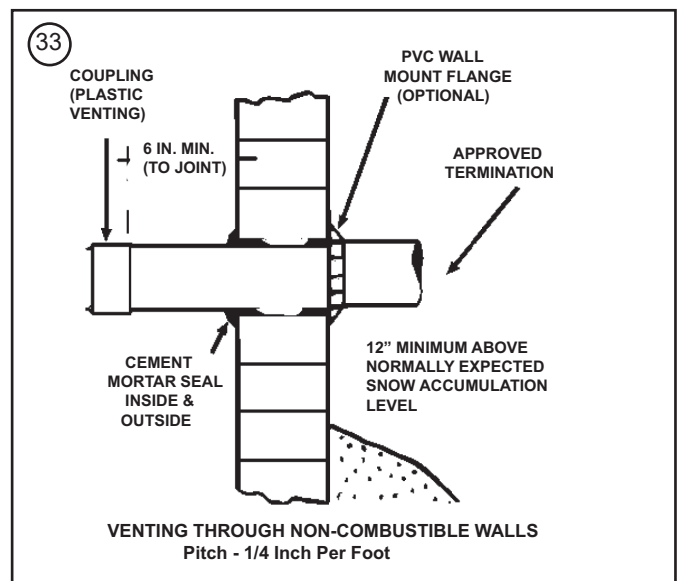 33
COUPLING
(PLASTIC
VENTING)
6 IN. MIN.
(TO JOINT)
PVC WALL
MOUNT FLANGE
(OPTIONAL)
APPROVED
TERMINATION
CEMENT
MORTAR SEAL
INSIDE &
OUTSIDE
12” MINIMUM ABOVE
NORMALLY EXPECTED
SNOW ACCUMULATION
LEVEL
VENTING THROUGH NON-COMBUSTIBLE WALLS
Pitch - 1/4 Inch Per Foot